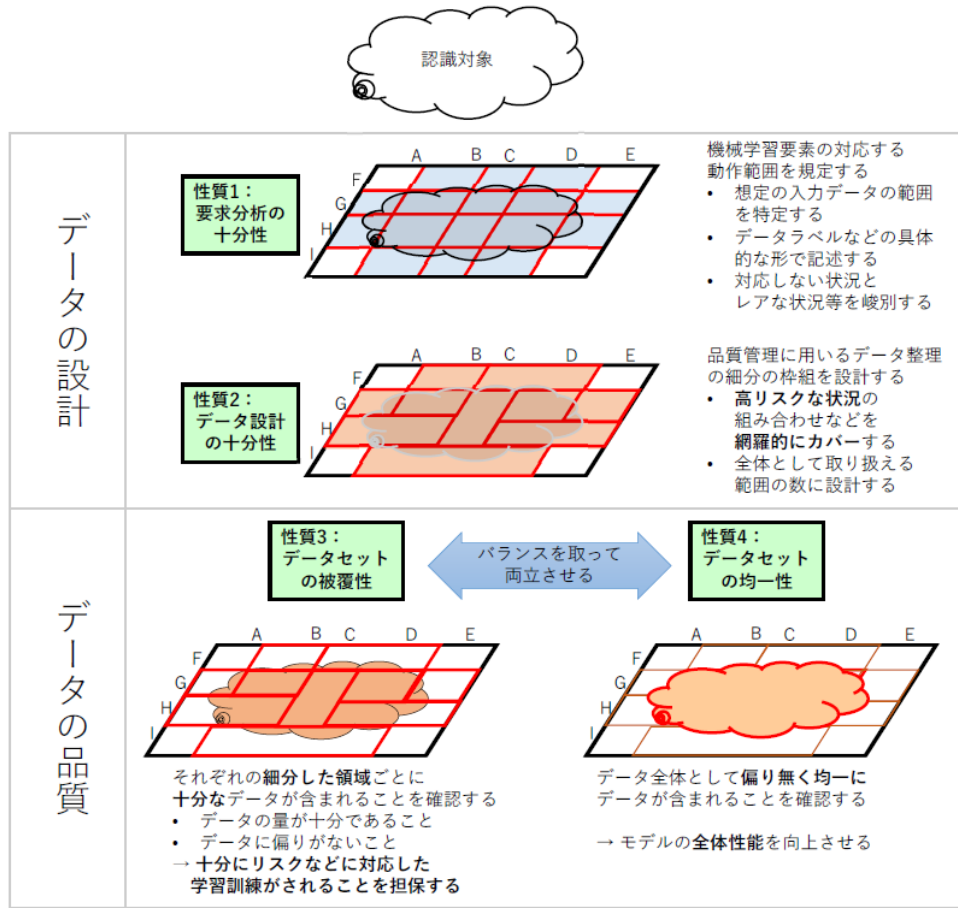 認識対象
データの設計
性質1：
要求分析の
十分性
A B C D E
F
G
H
I
機械学習要素の対応する
動作範囲を規定する
• 想定の入力データの範囲
を特定する
• データラベルなどの具体
的な形で記述する
• 対応しない状況と
レアな状況等を峻別する
性質2：
データ設計
の十分性
A B C D E
F
G
H
I
品質管理に用いるデータ整理
の細分の枠組を設計する
• 高リスクな状況の
組み合わせなどを
網羅的にカバーする
• 全体として取り扱える
範囲の数に設計する
データの品質
性質3：
データセット
の被覆性
バランスを取って
両立させる
性質4：
データセット
の均一性
A B C D E
F
G
H
I
それぞれの細分した領域ごとに
十分なデータが含まれることを確認する
• データの量が十分であること
• データに偏りがないこと
→ 十分にリスクなどに対応した
学習訓練がされることを担保する
A B C D E
F
G
H
I
データ全体として偏り無く均一に
データが含まれることを確認する
→ モデルの全体性能を向上させる